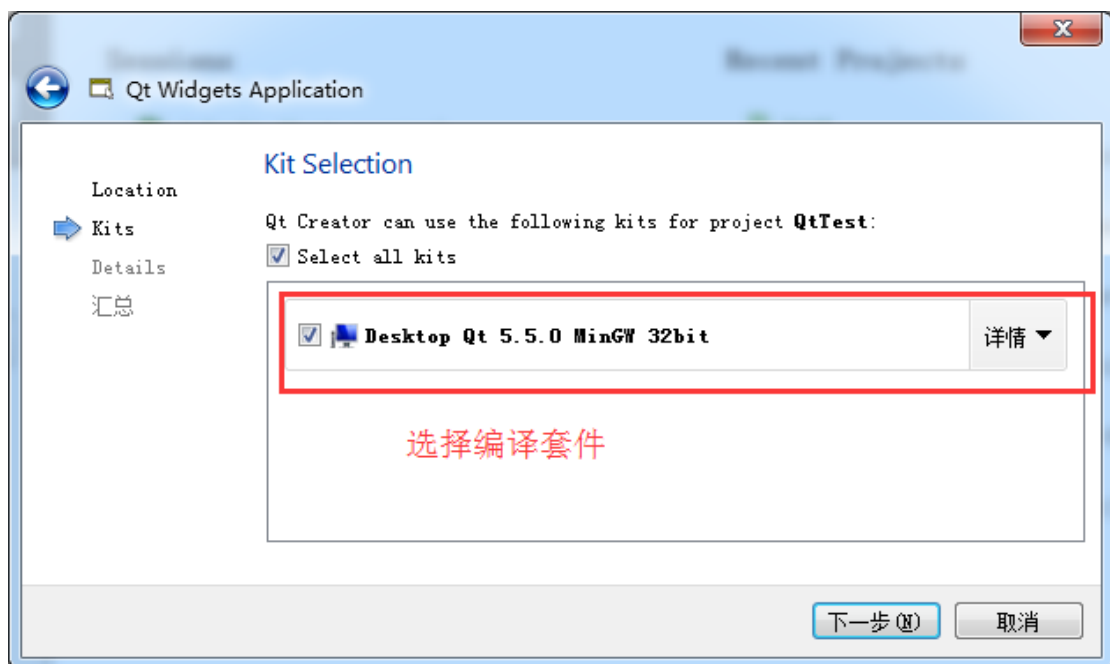 Qt Widgets Application
Kit Selection
Location
Kits
Details
汇总
Qt Creator can use the following kits for project QtTest:
Select all kits
Desktop Qt 5.5.0 MinGW 32bit
详情
选择编译套件
下一步(N)
取消